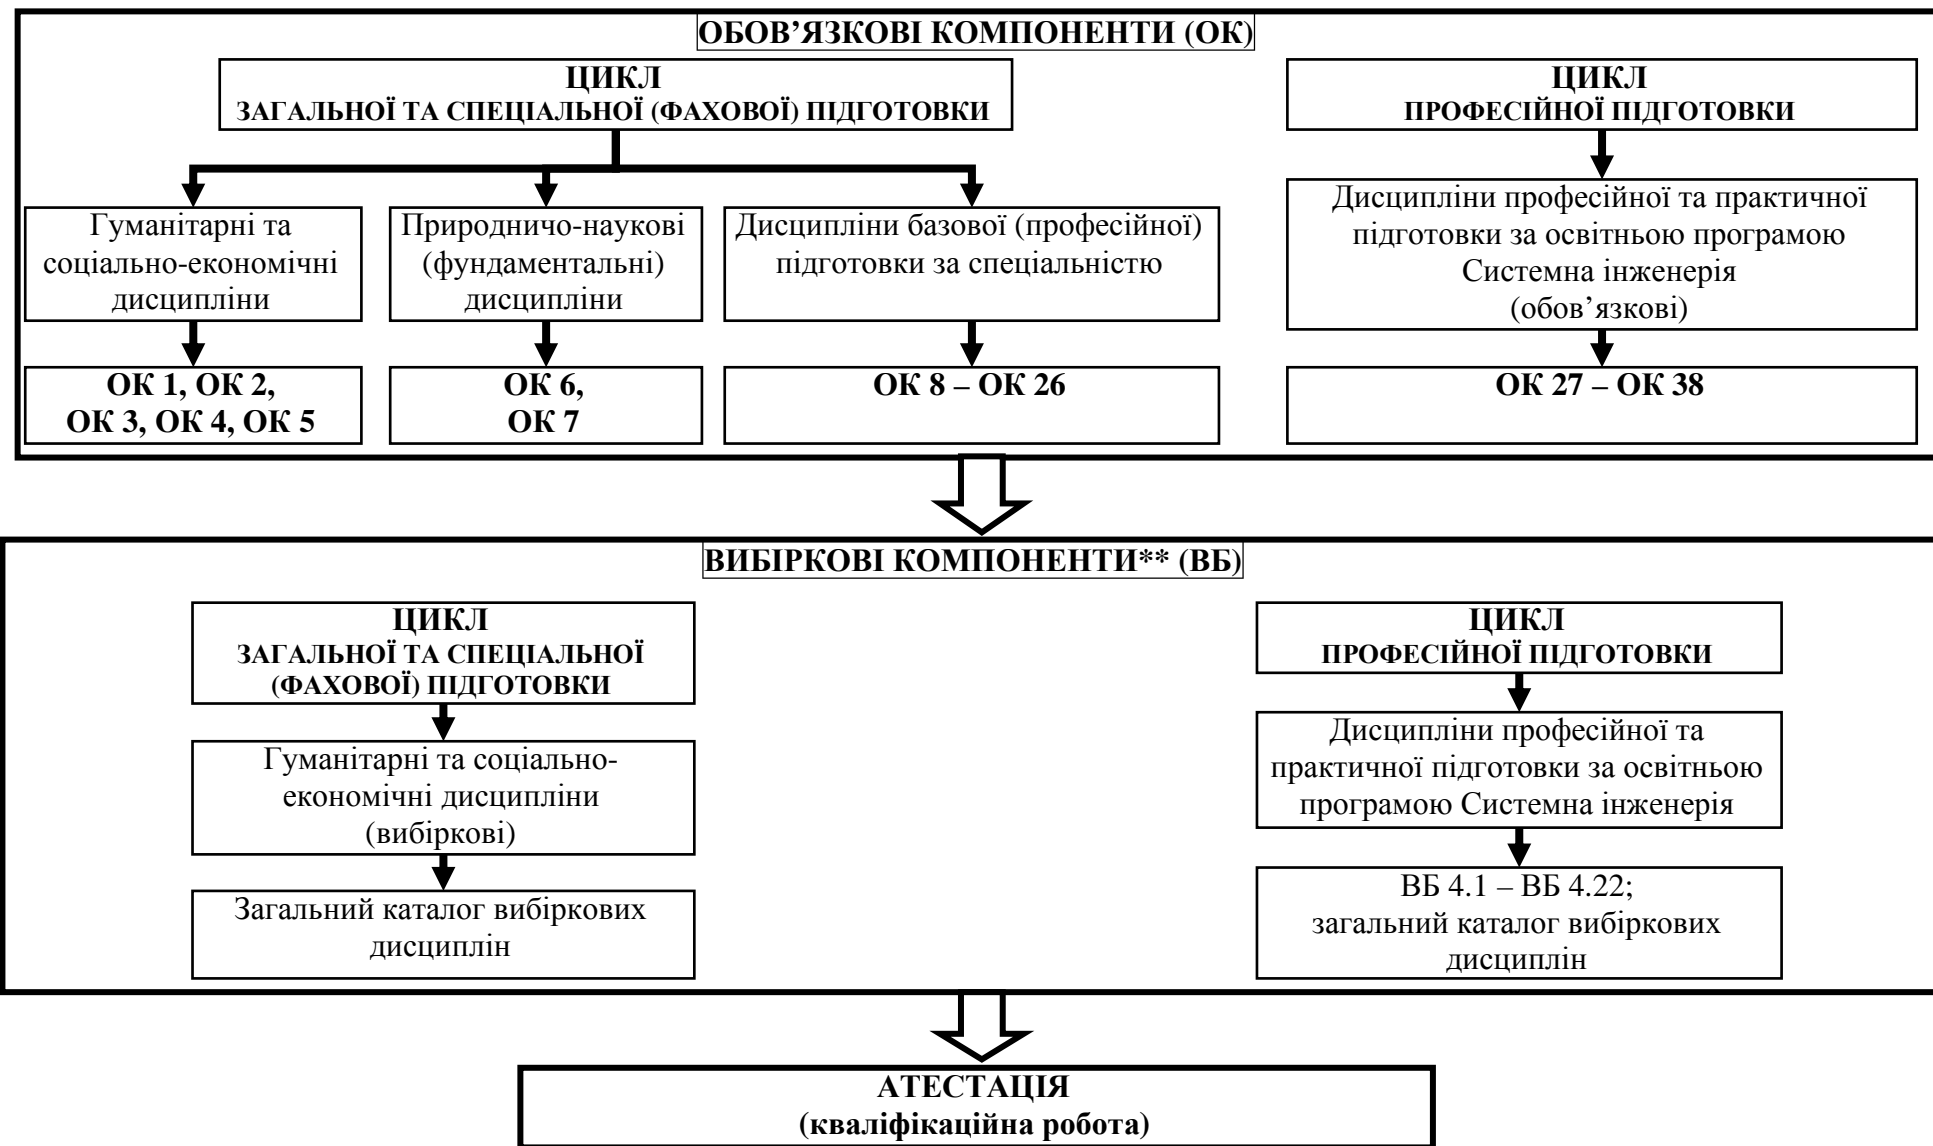 ОБОВ’ЯЗКОВІ КОМПОНЕНТИ (ОК)
ЦИКЛ
ЗАГАЛЬНОЇ ТА СПЕЦІАЛЬНОЇ (ФАХОВОЇ) ПІДГОТОВКИ
ЦИКЛ
ПРОФЕСІЙНОЇ ПІДГОТОВКИ
Гуманітарні та
соціально-економічні
дисципліни
Природничо-наукові
(фундаментальні)
дисципліни
Дисципліни базової (професійної)
підготовки за спеціальністю
Дисципліни професійної та практичної
підготовки за освітньою програмою
Системна інженерія
(обов’язкові)
ОК 1, ОК 2,
ОК 3, ОК 4, ОК 5
ОК 6,
ОК 7
ОК 8 – ОК 26
ОК 27 – ОК 38
ВИБІРКОВІ КОМПОНЕНТИ** (ВБ)
ЦИКЛ
ЗАГАЛЬНОЇ ТА СПЕЦІАЛЬНОЇ
(ФАХОВОЇ) ПІДГОТОВКИ
ЦИКЛ
ПРОФЕСІЙНОЇ ПІДГОТОВКИ
Гуманітарні та соціально-
економічні дисципліни
(вибіркові)
Дисципліни професійної та
практичної підготовки за освітньою
програмою Системна інженерія
Загальний каталог вибіркових
дисциплін
ВБ 4.1 – ВБ 4.22;
загальний каталог вибіркових
дисциплін
АТЕСТАЦІЯ
(кваліфікаційна робота)